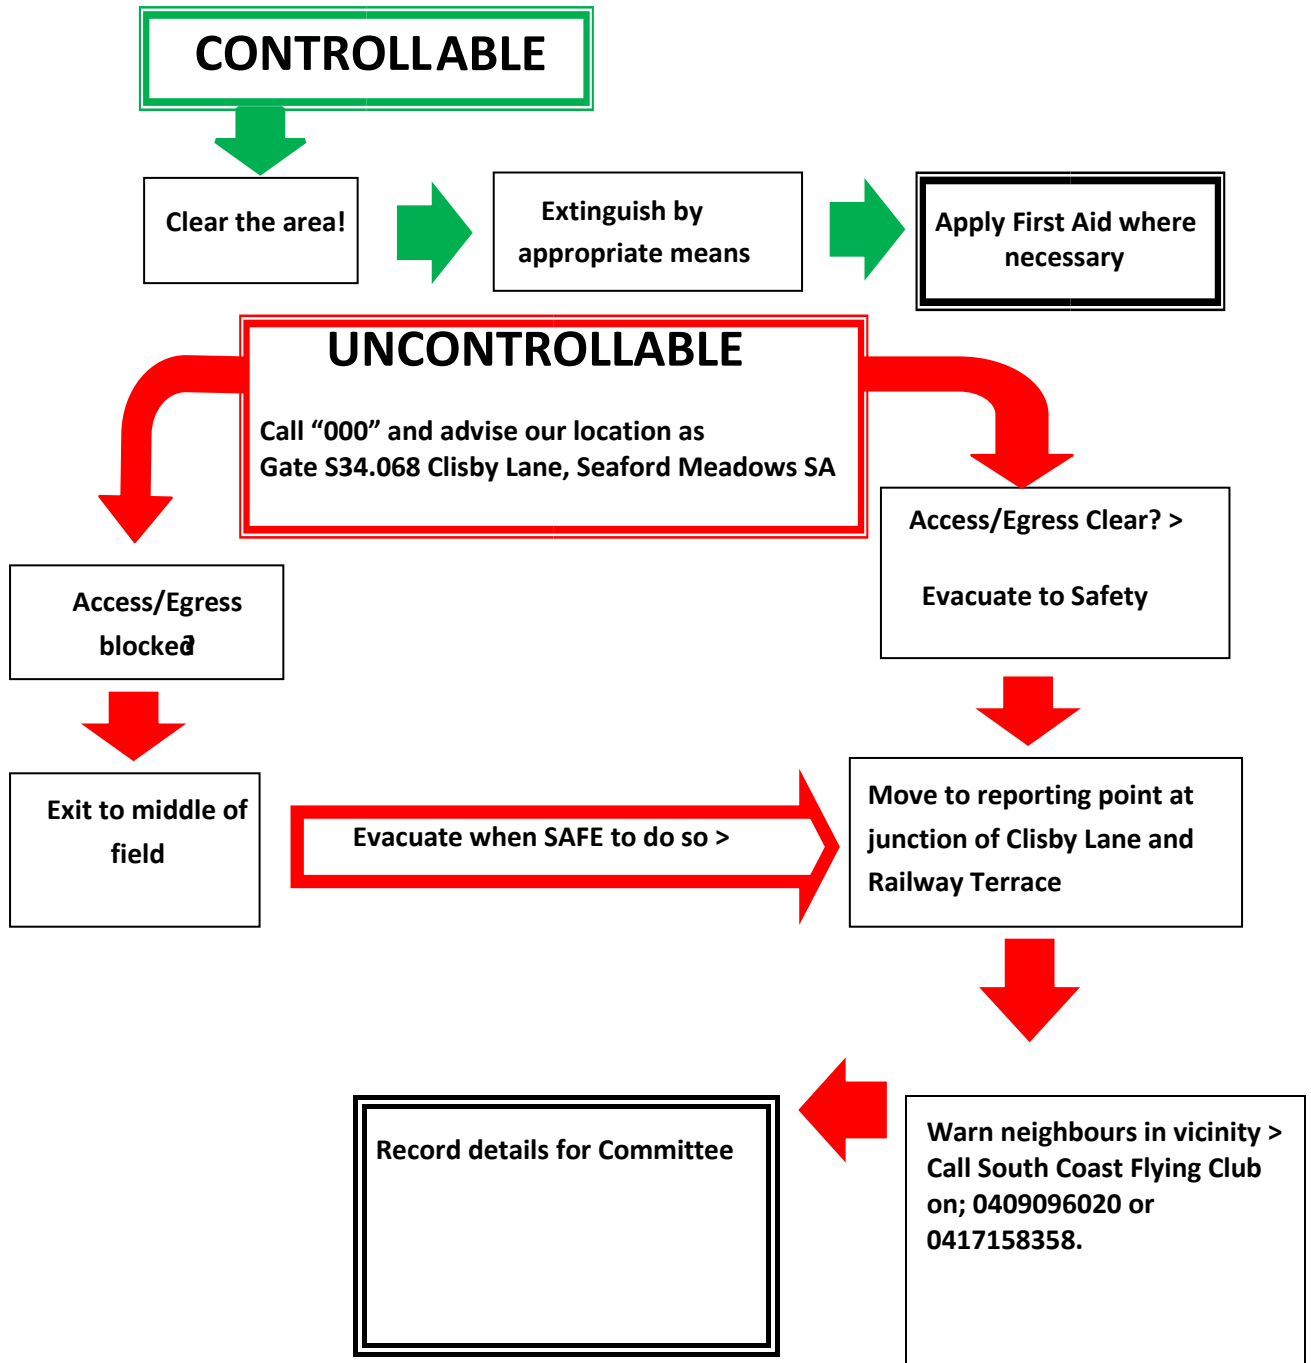 CONTROLLABLE
Clear the area!
Extinguish by
appropriate means
Apply First Aid where
necessary
UNCONTROLLABLE
Call “000” and advise our location as
Gate S34.068 Clisby Lane, Seaford Meadows SA
Access/Egress
blocked?
Access/Egress Clear? >
Evacuate to Safety
Exit to middle of
field
Evacuate when SAFE to do so >
Move to reporting point at
junction of Clisby Lane and
Railway Terrace
Record details for Committee
Warn neighbours in vicinity >
Call South Coast Flying Club
on; 0409096020 or
0417158358.